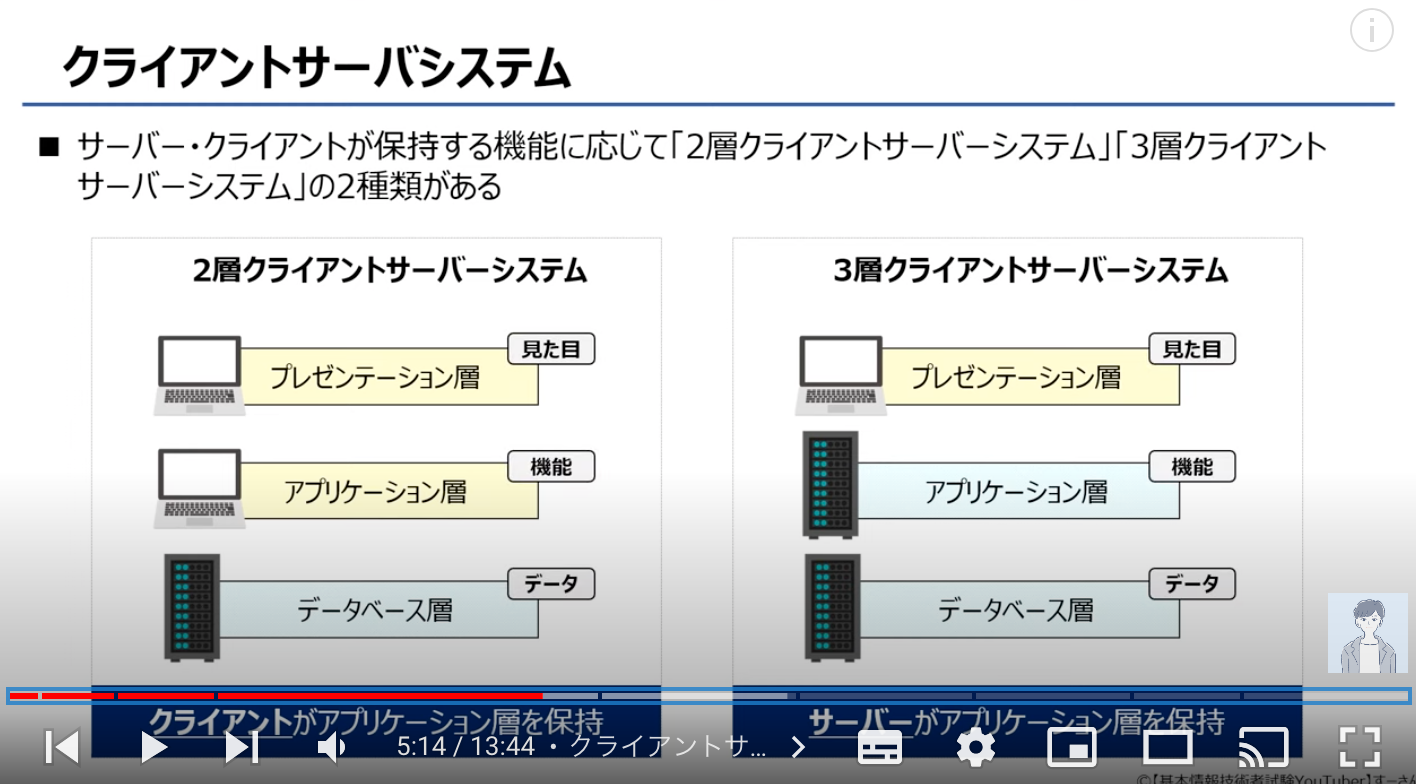 クライアントサーバシステム
■ サーバー・クライアントが保持する機能に応じて「2層クライアントサーバーシステム」「3層クライアント
サーバーシステム」の2種類がある
2層クライアントサーバーシステム
見た目
プレゼンテーション層
機能
アプリケーション層
データ
データベース層
クライアントがアプリケーション層を保持
3層クライアントサーバーシステム
見た目
プレゼンテーション層
機能
アプリケーション層
データ
データベース層
サーバーがアプリケーション層を保持
5:14 / 13:44 ・ クライアントサ…
©【基本情報技術者試験YouTuber】すーさん